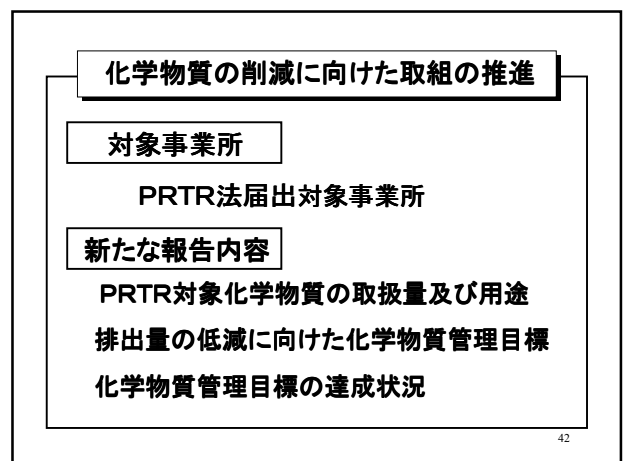 化学物質の削減に向けた取組の推進
対象事業所
PRTR法届出対象事業所
新たな報告内容
PRTR対象化学物質の取扱量及び用途
排出量の低減に向けた化学物質管理目標
化学物質管理目標の達成状況
42